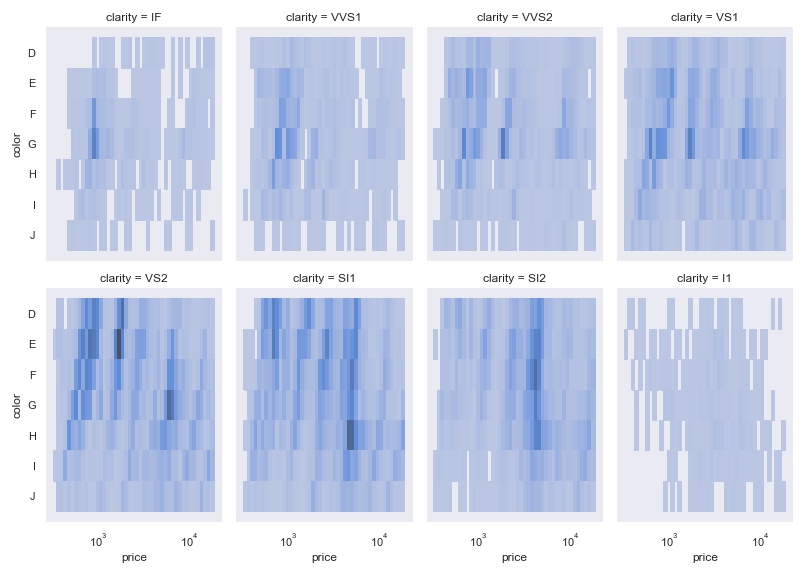 clarity = IF
clarity = VVS1
clarity = VVS2
clarity = VS1
color
D
E
F
G
H
I
J
clarity = VS2
clarity = SI1
clarity = SI2
clarity = I1
color
D
E
F
G
H
I
J
10³ 10⁴
10³ 10⁴
10³ 10⁴
10³ 10⁴
price
price
price
price